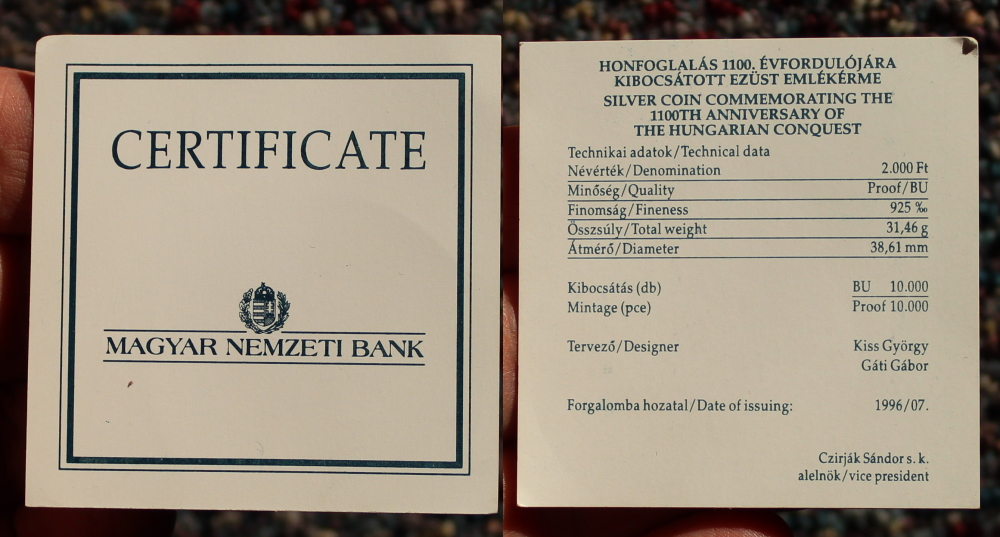 CERTIFICATE
MAGYAR NEMZETI BANK
HONFOGLALÁS 1100. ÉVFORDULÓJÁRA
KIBOCSÁTOTT EZÜST EMLÉKÉRME
SILVER COIN COMMEMORATING THE
1100TH ANNIVERSARY OF
THE HUNGARIAN CONQUEST
Technikai adatok/Technical data
Névérték/Denomination 2.000 Ft
Minőség/Quality Proof/BU
Finomság/Fineness 925 ‰
Összsúly/Total weight 31,46 g
Átmérő/Diameter 38,61 mm
Kibocsátás (db) BU 10.000
Mintage (pce) Proof 10.000
Tervező/Designer Kiss György
Gáti Gábor
Forgalomba hozatal/Date of issuing: 1996/07.
Czirják Sándor s. k.
alelnök/vice president